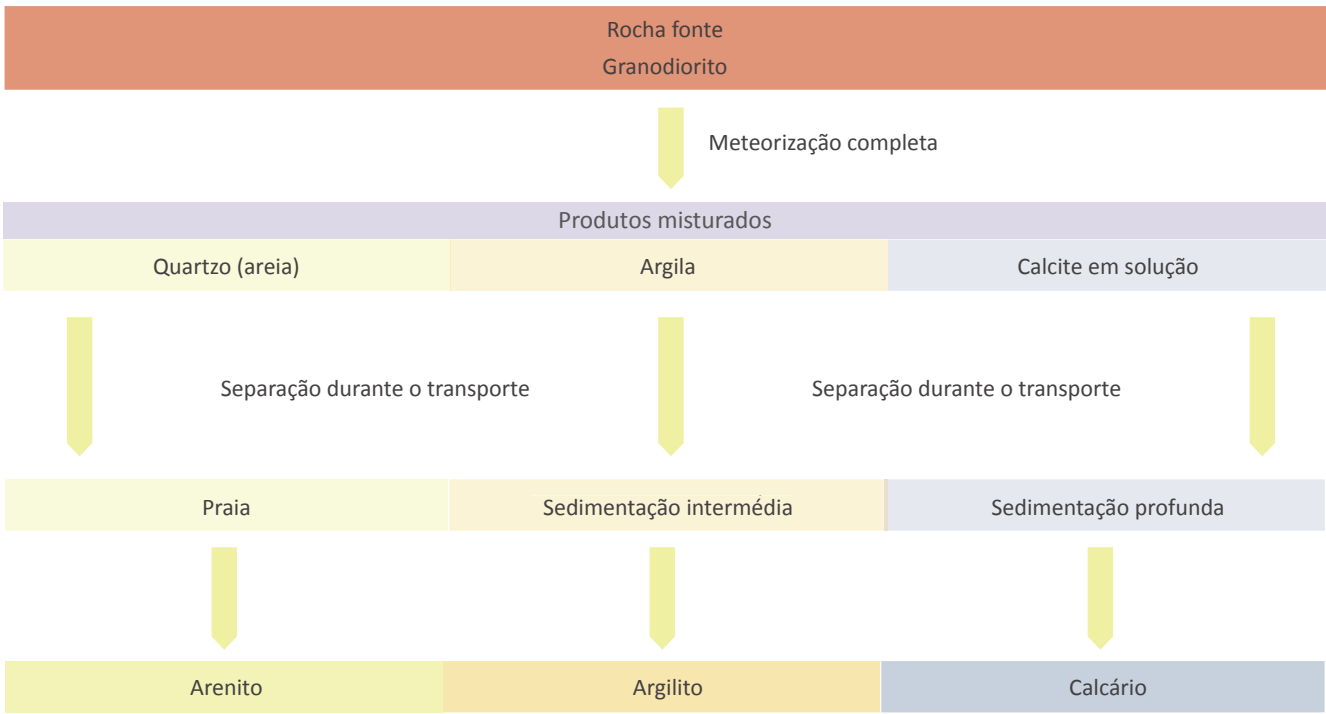 Rocha fonte
Granodiorito
Meteorização completa
Produtos misturados
Quartzo (areia)
Argila
Calcite em solução
Separação durante o transporte
Separação durante o transporte
Praia
Sedimentação intermédia
Sedimentação profunda
Arenito
Argilito
Calcário